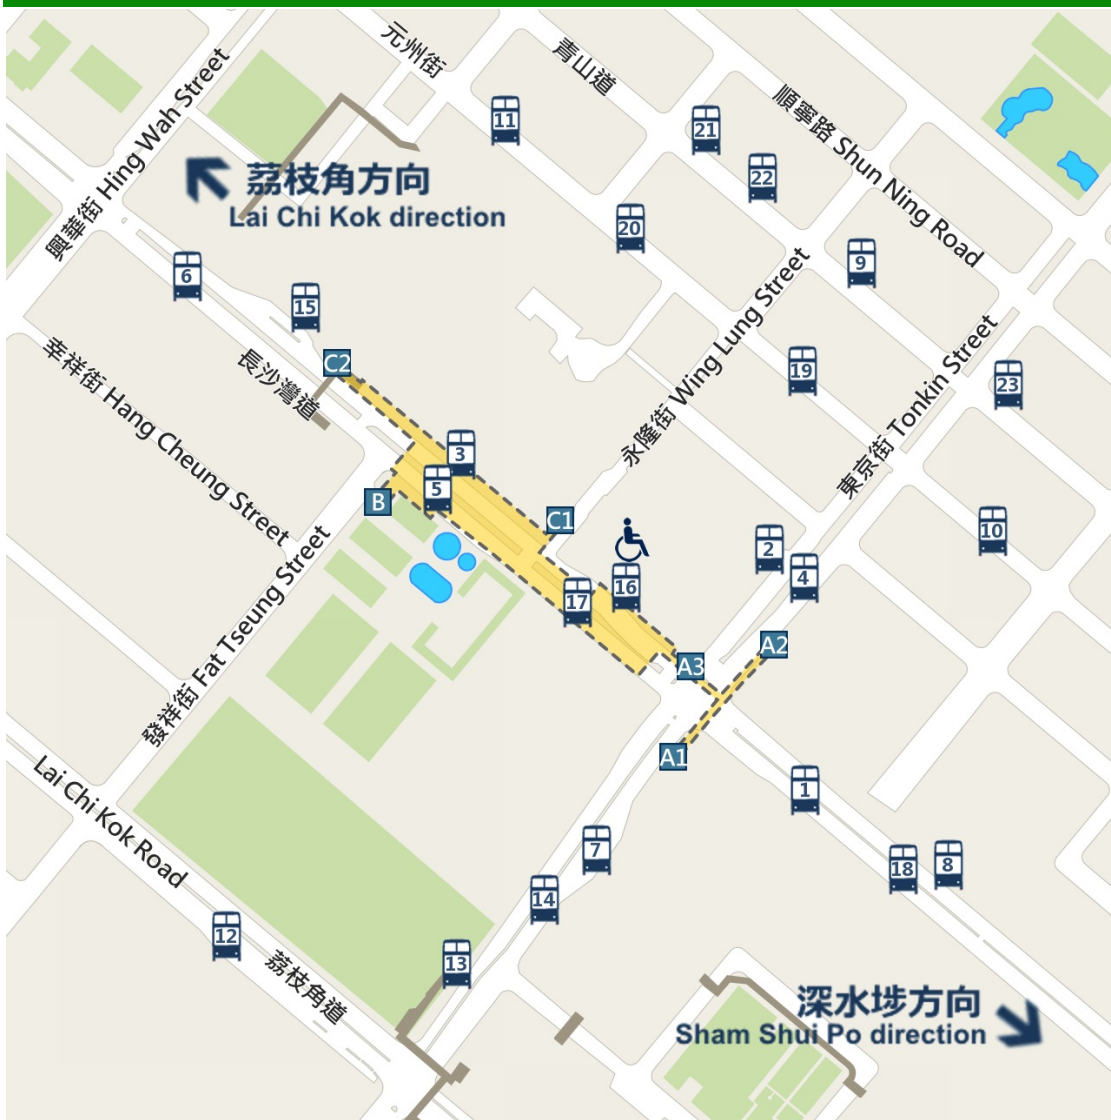 元州街
青山道
順寧路 Shun Ning Road
興華街 Hing Wah Street
11
21
22
荔枝角方向
Lai Chi Kok direction
20
9
6
15
永隆街 Wing Lung Street
C2
長沙灣道
19
23
東京街 Tonkin Street
幸祥街 Hang Cheung Street
3
5
B
C1
10
2
4
16
17
發祥街 Fat Tseung Street
A3
A2
A1
1
Lai Chi Kok Road
7
18
8
14
12
13
荔枝角道
深水埗方向
Sham Shui Po direction